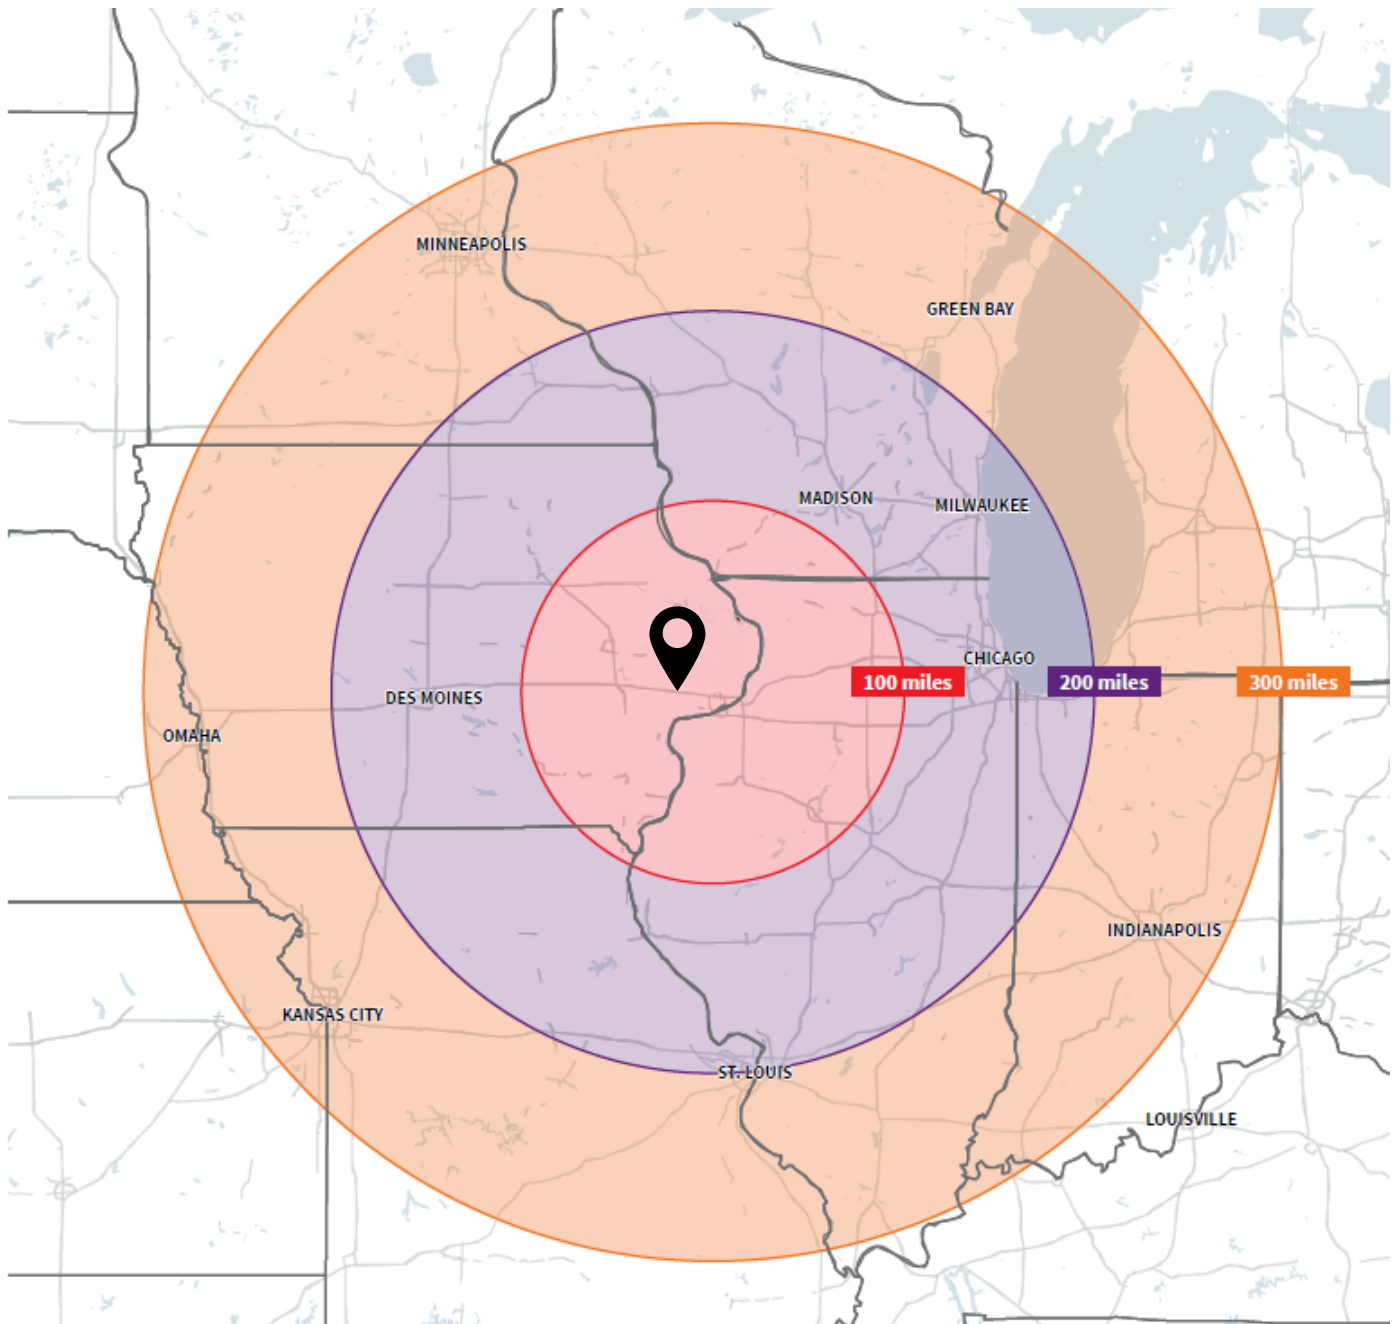 MINNEAPOLIS
GREEN BAY
MADISON
MILWAUKEE
CHICAGO
100 miles
200 miles
300 miles
DES MOINES
OMAHA
INDIANAPOLIS
KANSAS CITY
ST. LOUIS
LOUISVILLE